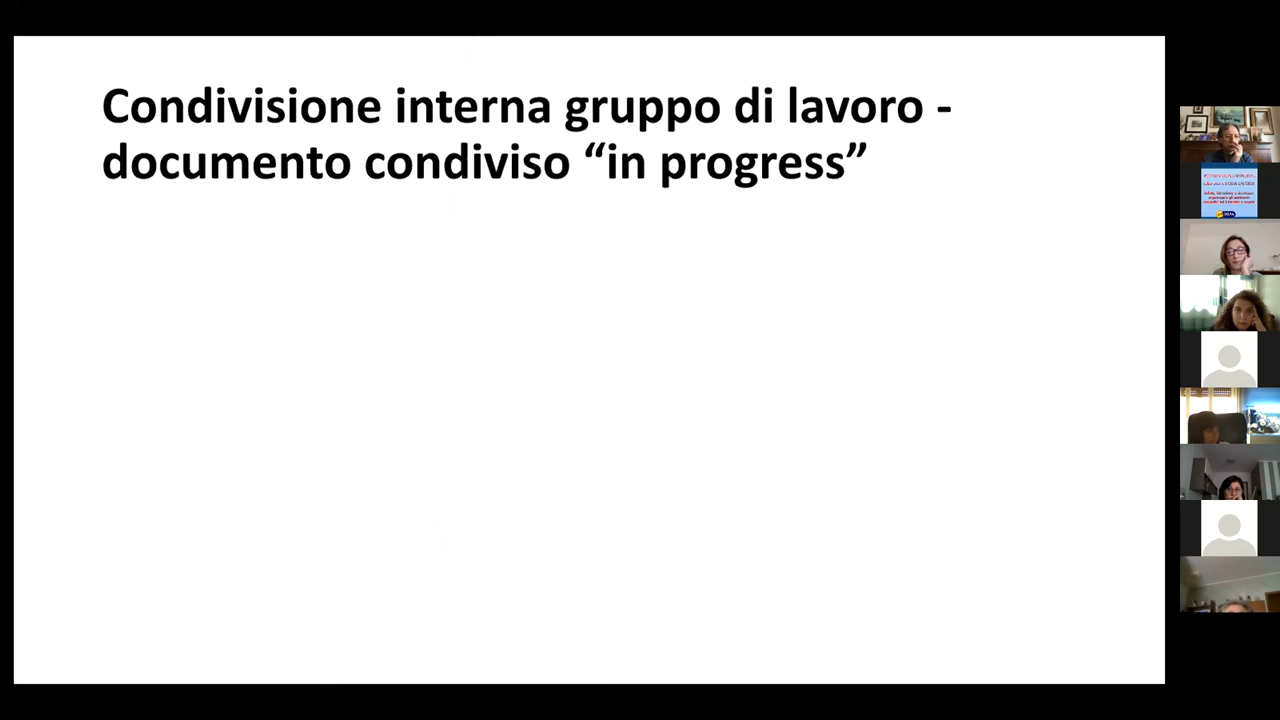 Condivisione interna gruppo di lavoro -
documento condiviso “in progress”